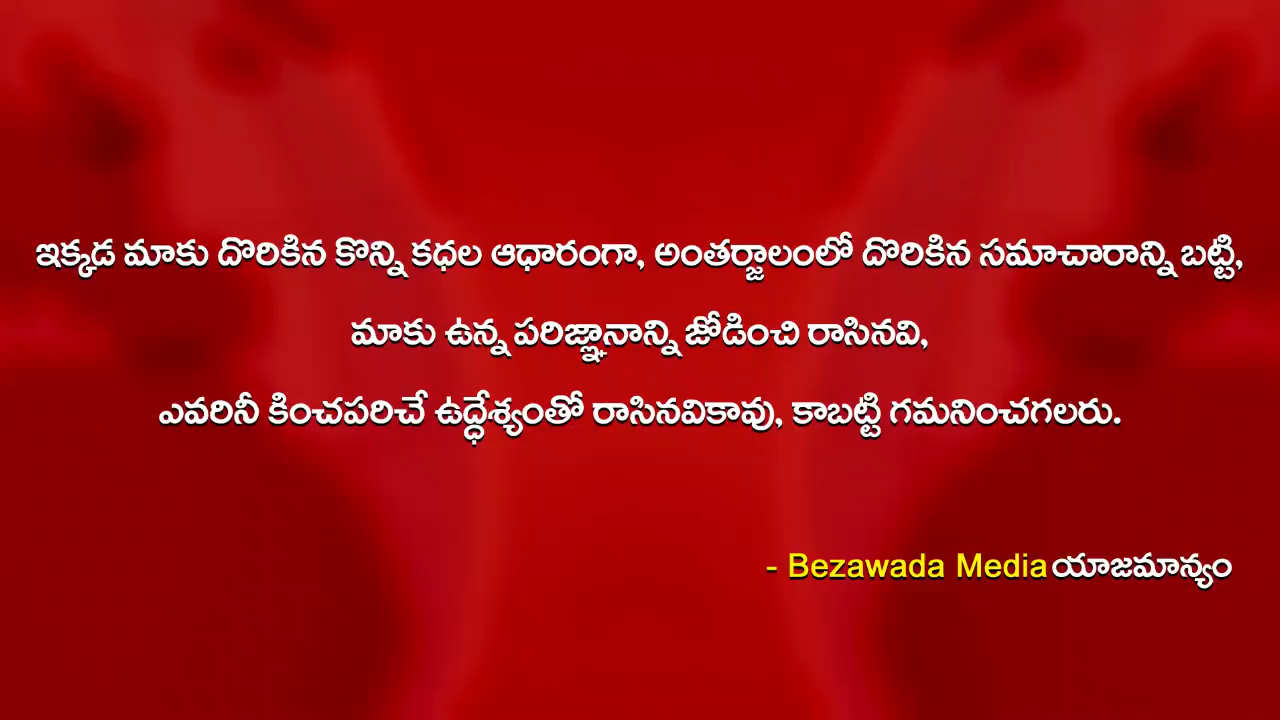 ఇక్కడ మాకు దొరికిన కొన్ని కధల ఆధారంగా, అంతర్జాలంలో దొరికిన సమాచారాన్ని బట్టి,
మాకు ఉన్న పరిజ్ఞానాన్ని జోడించి రాసినవి,
ఎవరినీ కించపరిచే ఉద్ధేశ్యంతో రాసినవికావు, కాబట్టి గమనించగలరు.
- Bezawada Media యాజమాన్యం